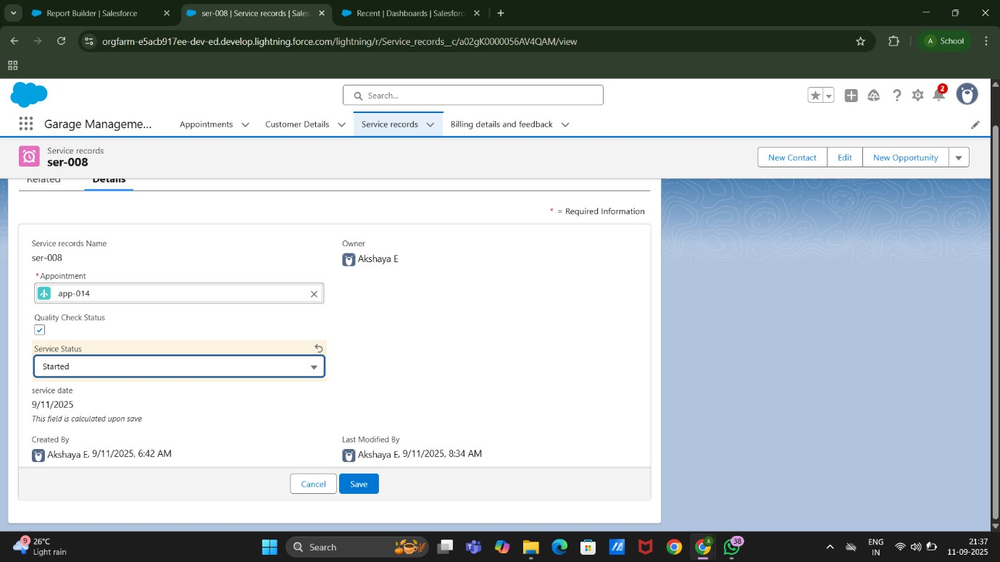 Report Builder | Salesforce
ser-008 | Service records | Sales
Recent | Dashboards | Salesforc
orgfarm-e5acb917ee-dev-ed.develop.lightning.force.com/lightning/r/Service_records__c/a02gK0000056AV4QAM/view
A School
Search...
2
Garage Manageme...
Appointments
Customer Details
Service records
Billing details and feedback
Service records
ser-008
New Contact
Edit
New Opportunity
Related
Details
* = Required Information
Service records Name
ser-008
Owner
Akshaya E
*Appointment
app-014
Quality Check Status
Service Status
Started
service date
9/11/2025
This field is calculated upon save
Created By
Akshaya E, 9/11/2025, 6:42 AM
Last Modified By
Akshaya E, 9/11/2025, 8:34 AM
Cancel
Save
9
26°C
Light rain
Search
A
38
ENG
IN
21:37
11-09-2025